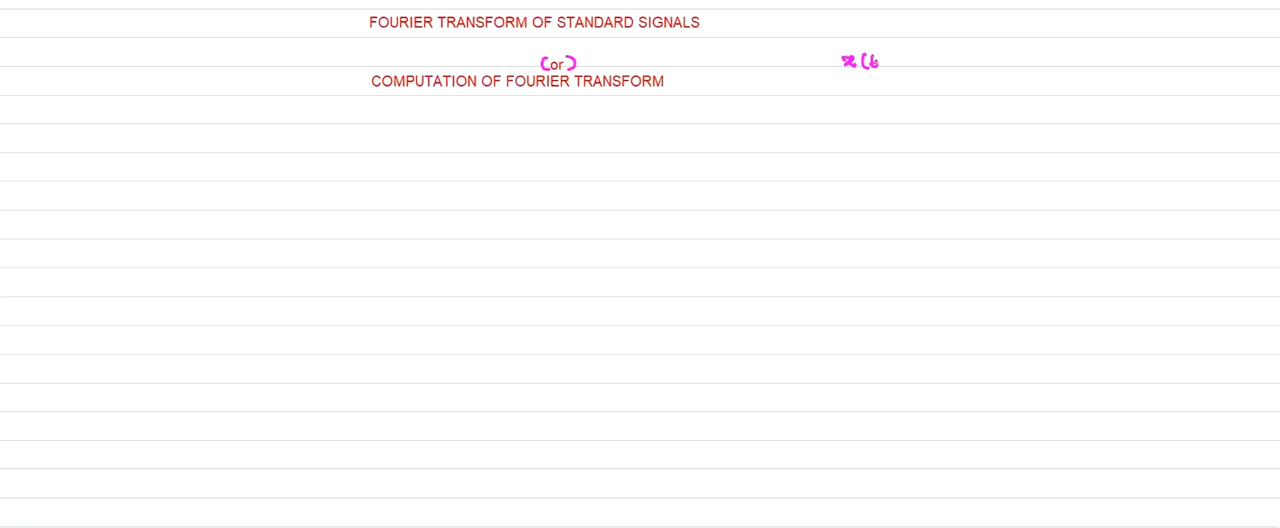 FOURIER TRANSFORM OF STANDARD SIGNALS
(or) x(t
COMPUTATION OF FOURIER TRANSFORM